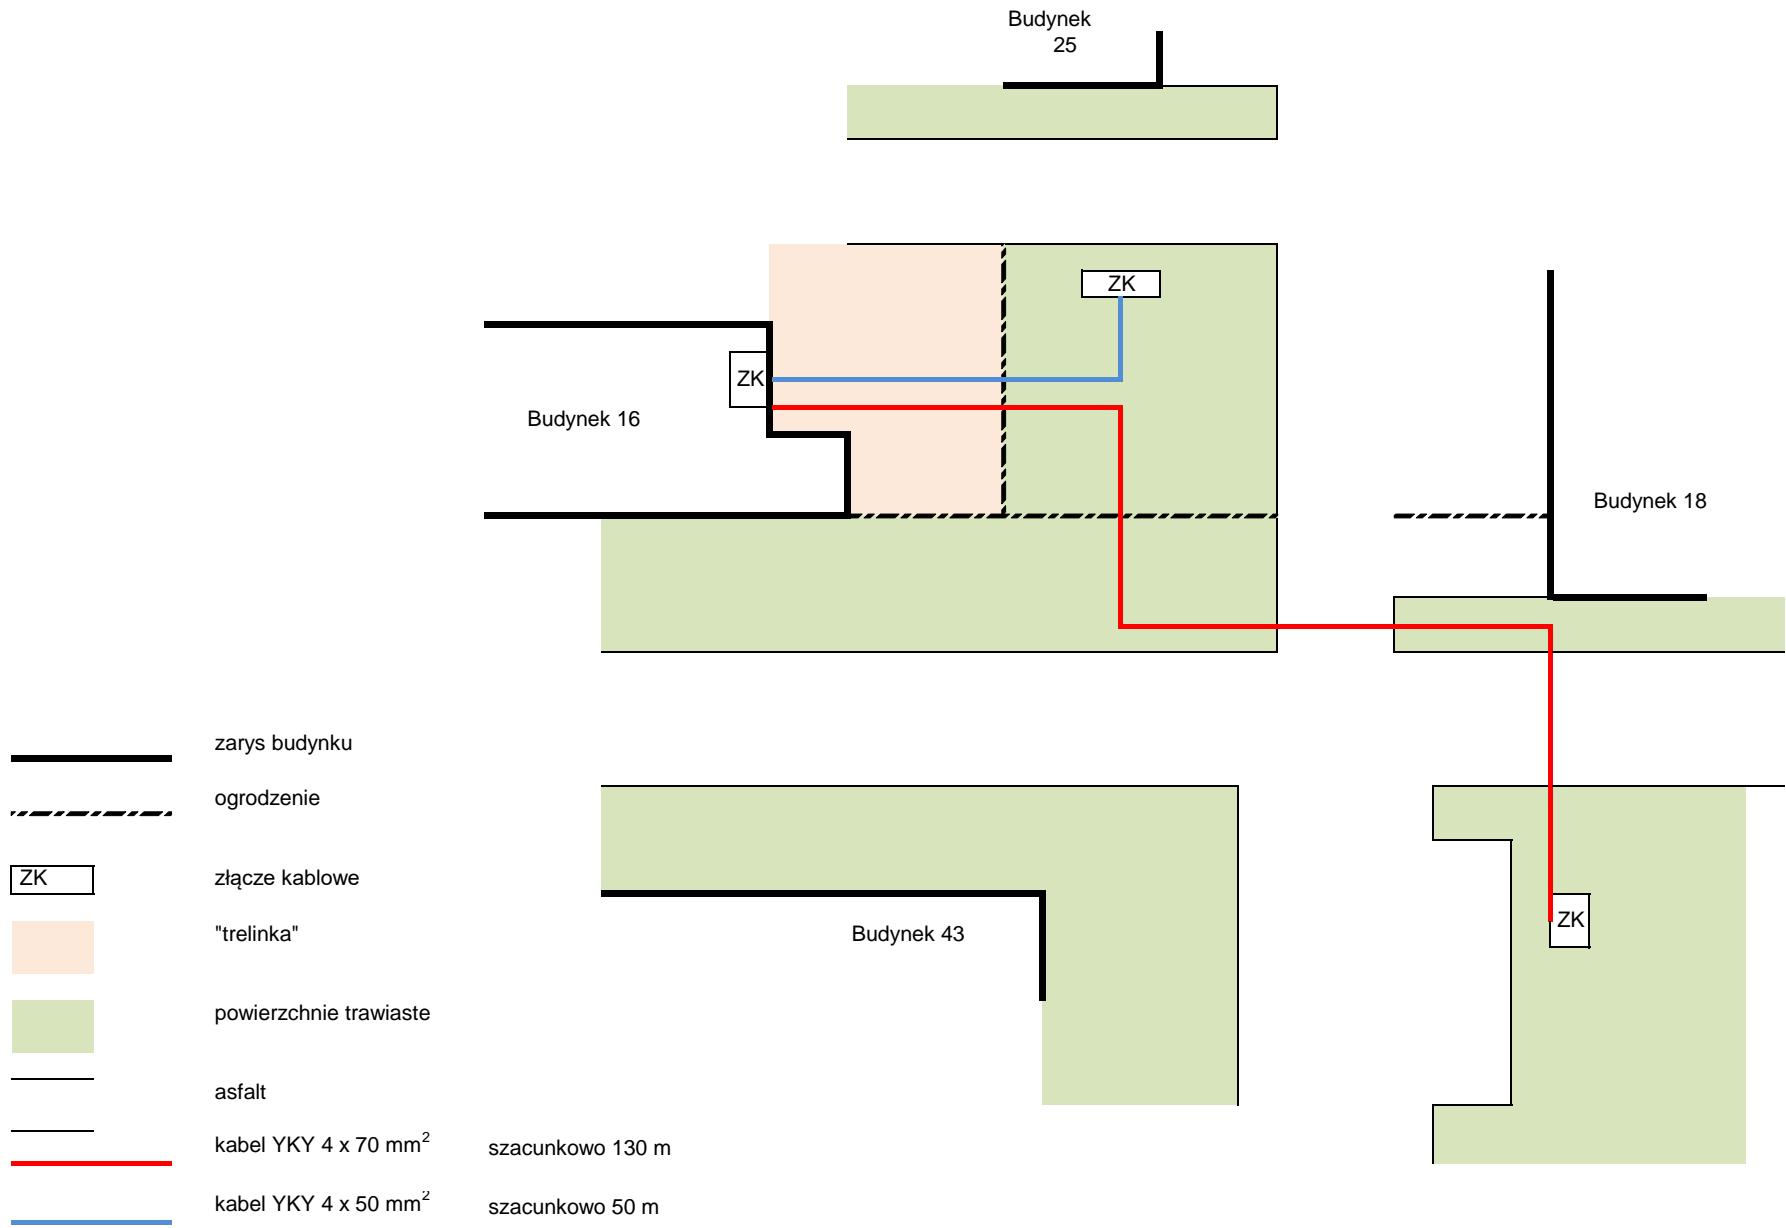 Budynek
25
ZK
ZK
Budynek 16
Budynek 18
zarys budynku
ogrodzenie
ZK
złącze kablowe
"trelinka"
Budynek 43
ZK
powierzchnie trawiaste
asfalt
kabel YKY 4 x 70 mm² szacunkowo 130 m
kabel YKY 4 x 50 mm² szacunkowo 50 m